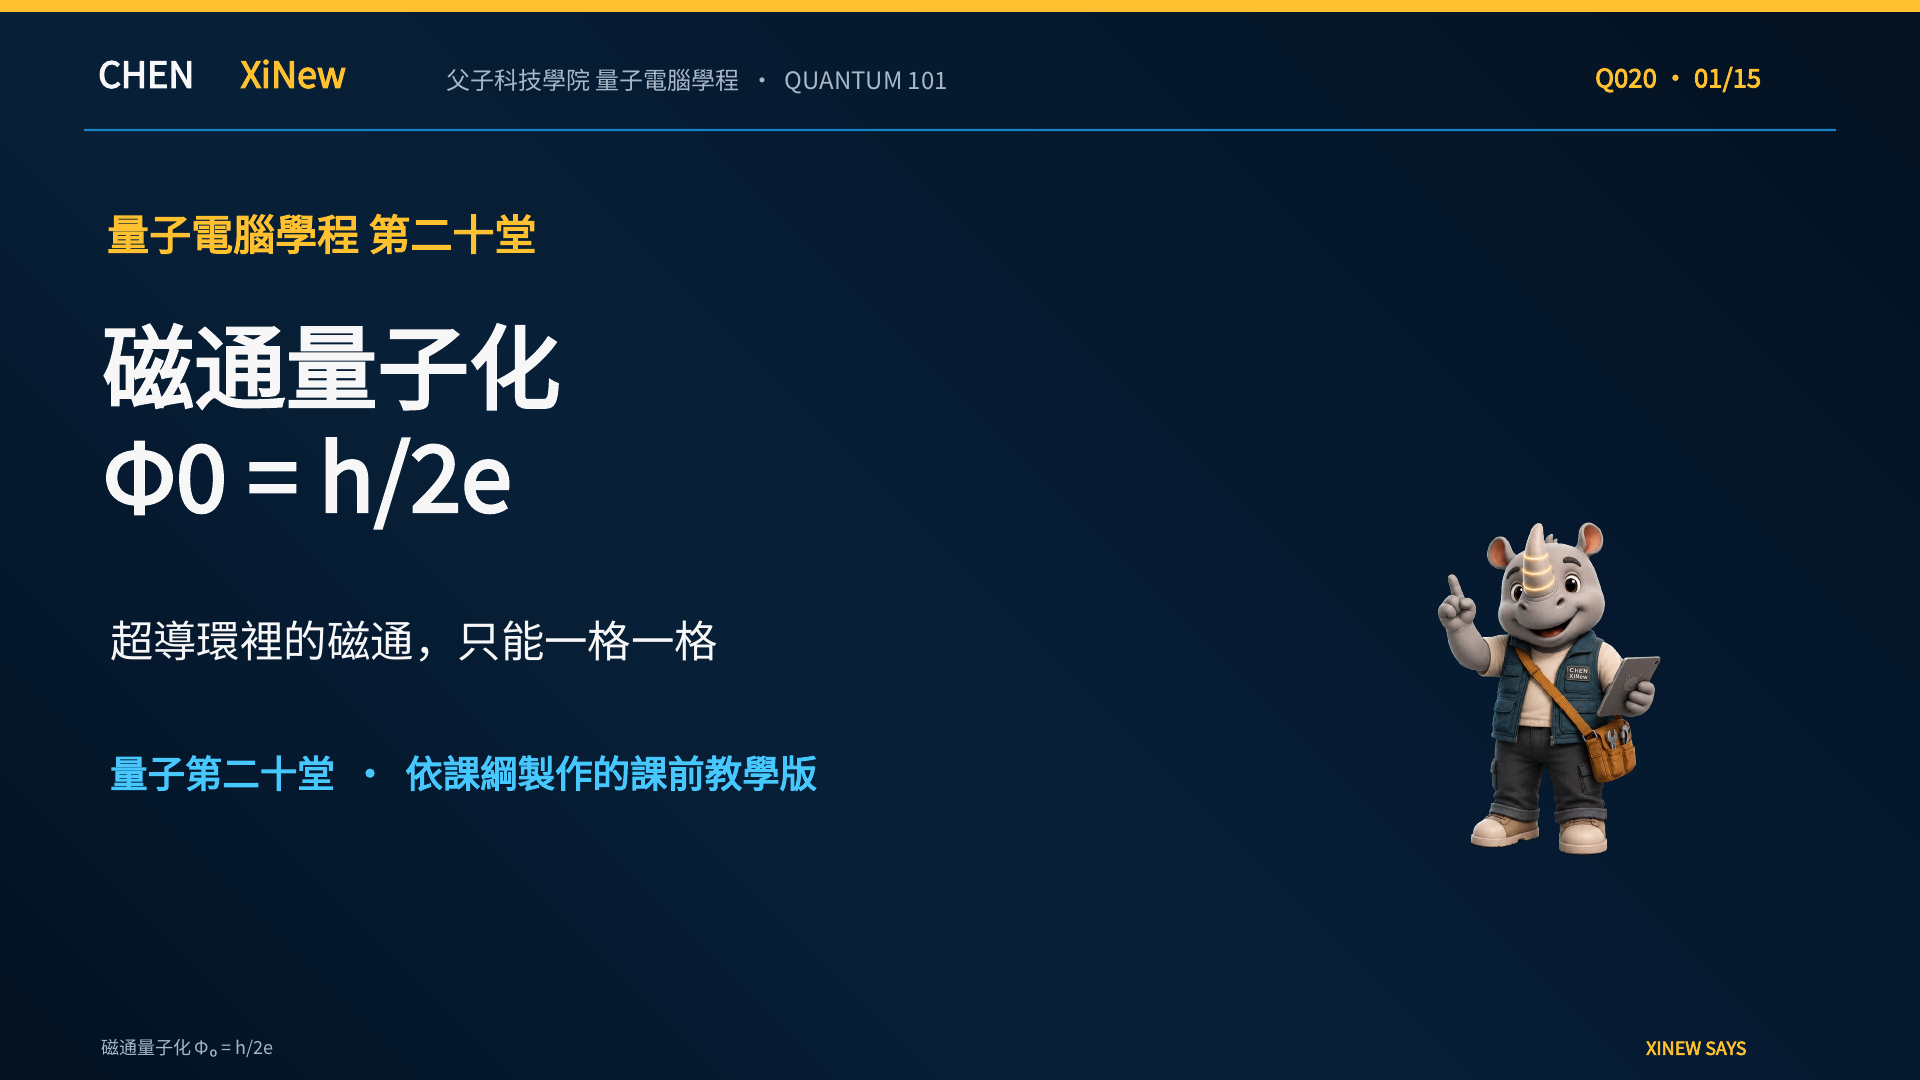 CHEN XiNew 父子科技學院 量子電腦學程 · QUANTUM 101 Q020 · 01/15
量子電腦學程 第二十堂
磁通量子化
Φ0 = h/2e
超導環裡的磁通，只能一格一格
量子第二十堂 · 依課綱製作的課前教學版
CHEN
XiNew
磁通量子化 Φ₀ = h/2e
XINEW SAYS